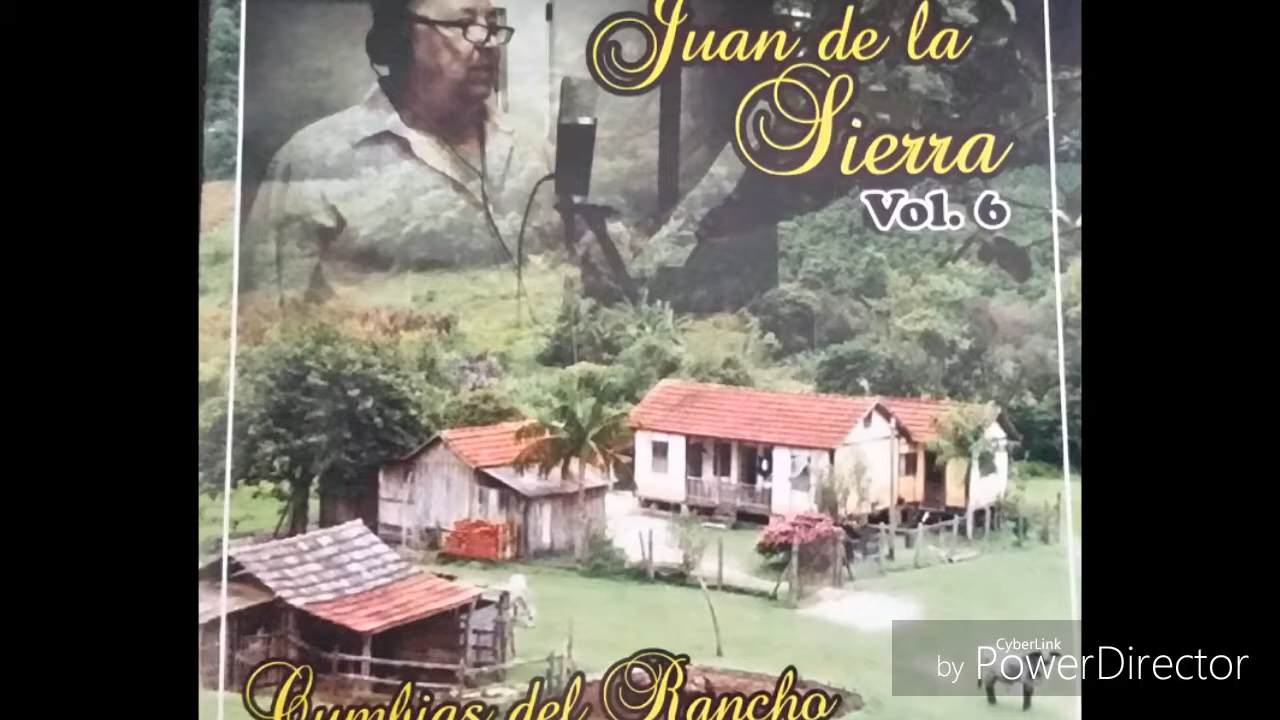 Juan de la
Sierra
Vol. 6
Cumbias del Rancho
CyberLink
by PowerDirector